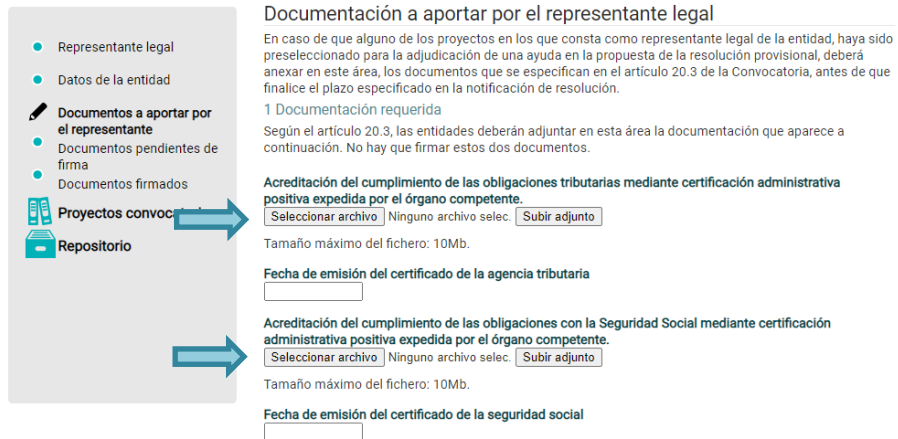 Representante legal
Datos de la entidad
Documentos a aportar por
el representante
Documentos pendientes de
firma
Documentos firmados
Proyectos
Repositorio
Documentación a aportar por el representante legal
En caso de que alguno de los proyectos en los que consta como representante legal de la entidad, haya sido
preseleccionado para la adjudicación de una ayuda en la propuesta de la resolución provisional, deberá
anexar en este área, los documentos que se especifican en el artículo 20.3 de la Convocatoria, antes de que
finalice el plazo especificado en la notificación de resolución.
1 Documentación requerida
Según el artículo 20.3, las entidades deberán adjuntar en esta área la documentación que aparece a
continuación. No hay que firmar estos dos documentos.
Acreditación del cumplimiento de las obligaciones tributarias mediante certificación administrativa
positiva expedida por el órgano competente.
Seleccionar archivo Ninguno archivo selec. Subir adjunto
Tamaño máximo del fichero: 10Mb.
Fecha de emisión del certificado de la agencia tributaria
Acreditación del cumplimiento de las obligaciones con la Seguridad Social mediante certificación
administrativa positiva expedida por el órgano competente.
Seleccionar archivo Ninguno archivo selec. Subir adjunto
Tamaño máximo del fichero: 10Mb.
Fecha de emisión del certificado de la seguridad social